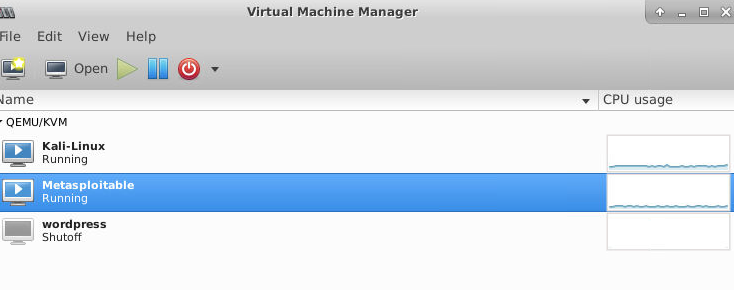 Virtual Machine Manager
File Edit View Help
Open
Name CPU usage
QEMU/KVM
Kali-Linux
Running
Metasploitable
Running
wordpress
Shutoff